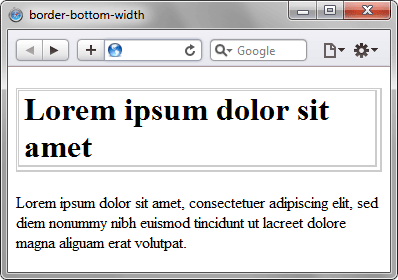 border-bottom-width
Google
Lorem ipsum dolor sit
amet
Lorem ipsum dolor sit amet, consectetuer adipiscing elit, sed
diem nonummy nibh euismod tincidunt ut lacreet dolore
magna aliguam erat volutpat.